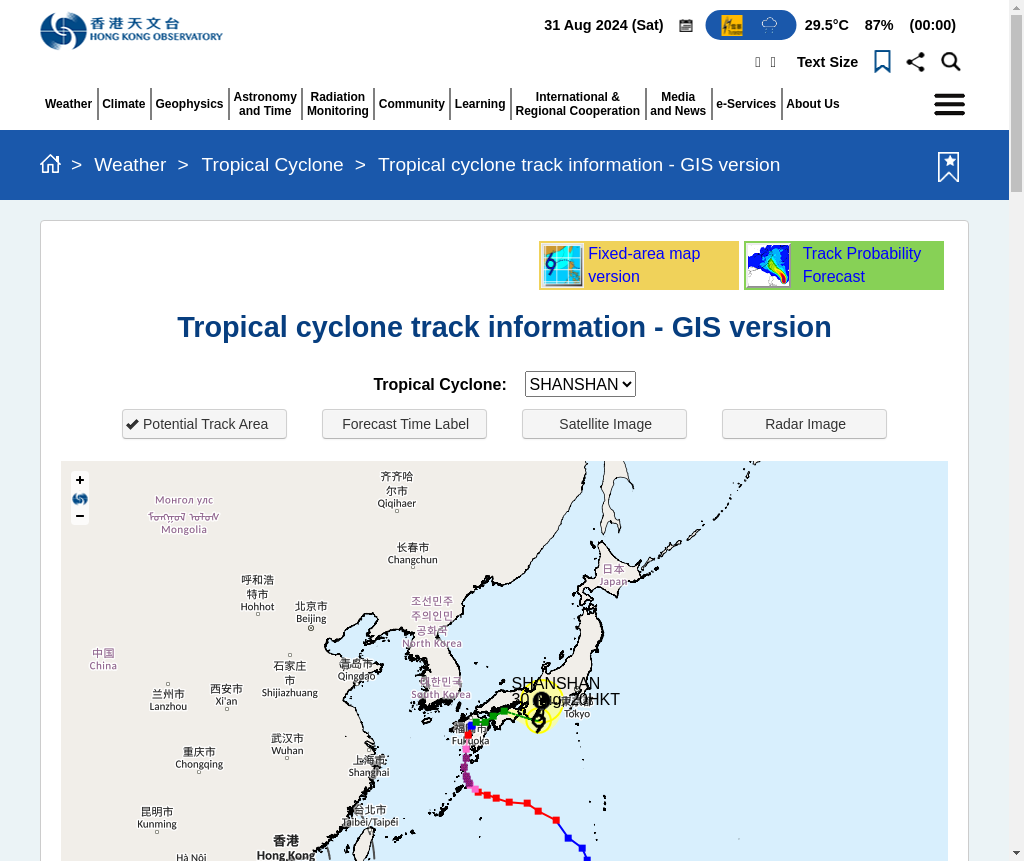 香港天文台
HONG KONG OBSERVATORY
31 Aug 2024 (Sat)
29.5°C 87% (00:00)
Text Size
Weather
Climate
Geophysics
Astronomy
and Time
Radiation
Monitoring
Community
Learning
International &
Regional Cooperation
Media
and News
e-Services
About Us
> Weather > Tropical Cyclone > Tropical cyclone track information - GIS version
Fixed-area map
version
Track Probability
Forecast
Tropical cyclone track information - GIS version
Tropical Cyclone: SHANSHAN
Potential Track Area
Forecast Time Label
Satellite Image
Radar Image
+
−
Монгол улс
Mongolia
齐齐哈
尔市
Qiqihaer
长春市
Changchun
日本
Japan
呼和浩
特市
Hohhot
北京市
Beijing
조선민주
주의인민
공화국
North Korea
中国
China
石家庄
市
Shijiazhuang
青岛市
Qingdao
대한민국
South Korea
SHANSHAN
30 Aug 20HKT
Tokyo
兰州市
Lanzhou
西安市
Xi'an
Fukuoka
武汉市
Wuhan
重庆市
Chongqing
上海市
Shanghai
昆明市
Kunming
台北市
Taibei/Taipei
香港
Hong Kong
Hà Nội